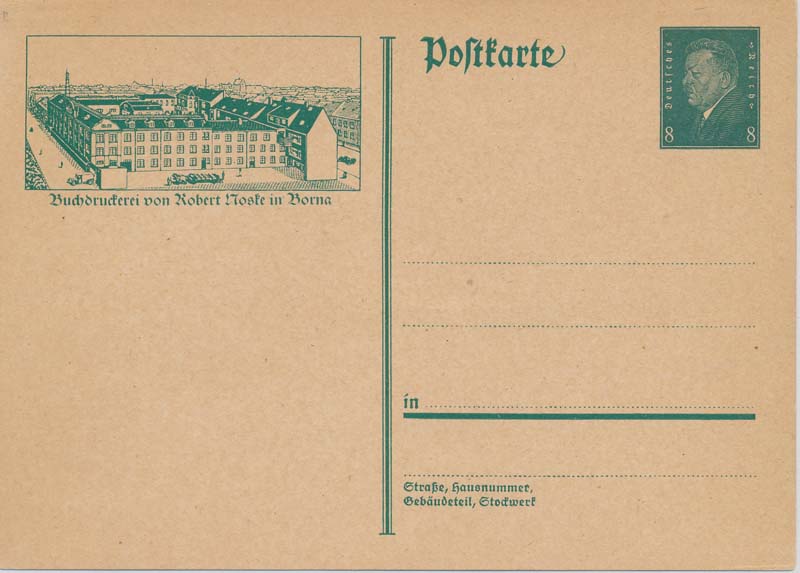 Buchdruckerei von Robert Noske in Borna
Postkarte
Deutsches
Reich
8 8
in
Straße, Hausnummer,
Gebäudeteil, Stockwerk